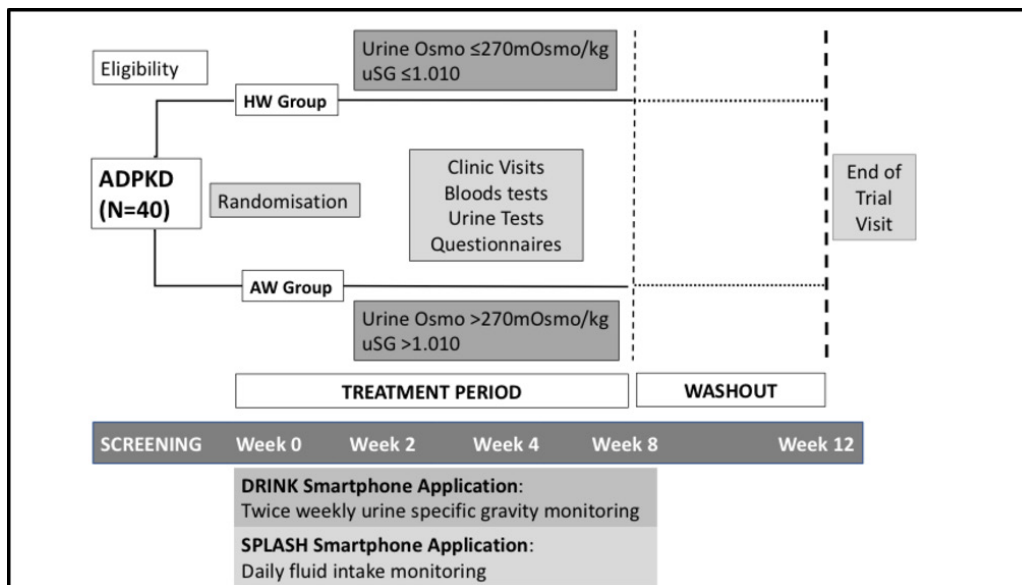 Urine Osmo ≤270mOsmo/kg
uSG ≤1.010
Eligibility
HW Group
ADPKD
(N=40)
Randomisation
Clinic Visits
Bloods tests
Urine Tests
Questionnaires
End of
Trial
Visit
AW Group
Urine Osmo >270mOsmo/kg
uSG >1.010
TREATMENT PERIOD
WASHOUT
SCREENING Week 0 Week 2 Week 4 Week 8 Week 12
DRINK Smartphone Application:
Twice weekly urine specific gravity monitoring
SPLASH Smartphone Application:
Daily fluid intake monitoring